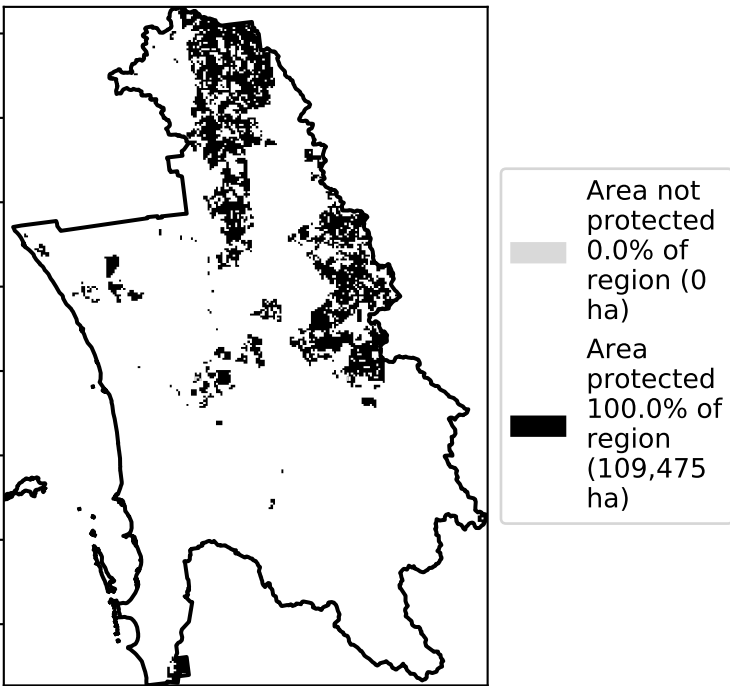 Area not
protected
0.0% of
region (0
ha)
Area
protected
100.0% of
region
(109,475
ha)